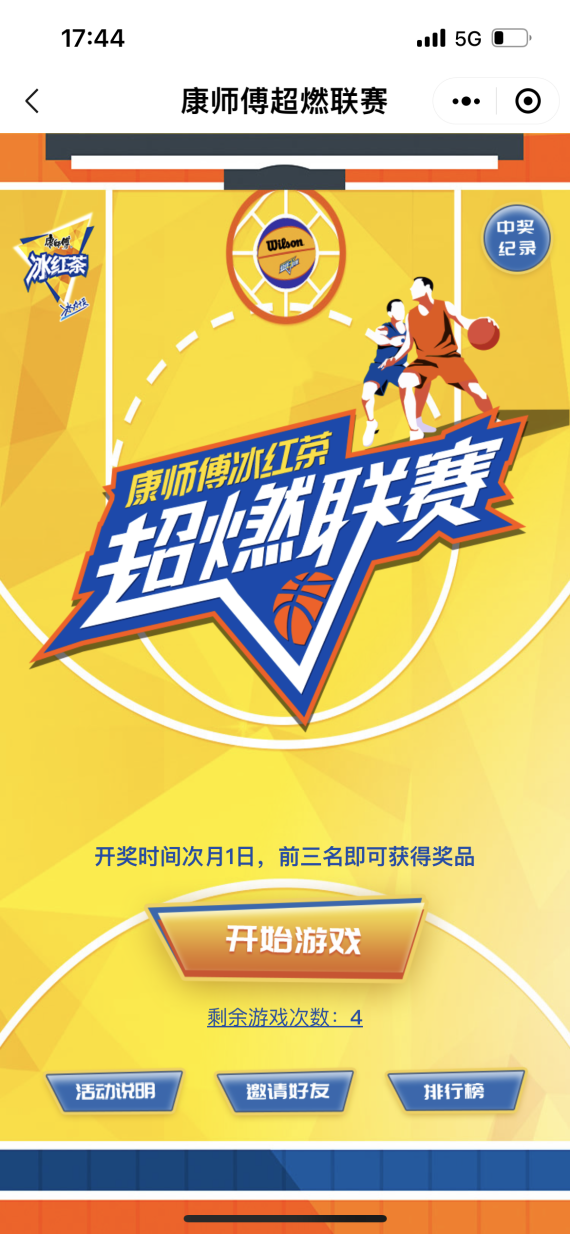 17:44
5G
康师傅超燃联赛
康师傅
冰红茶
中奖
纪录
Wilson
康师傅冰红茶
超燃联赛
开奖时间次月1日，前三名即可获得奖品
开始游戏
剩余游戏次数：4
活动说明
邀请好友
排行榜